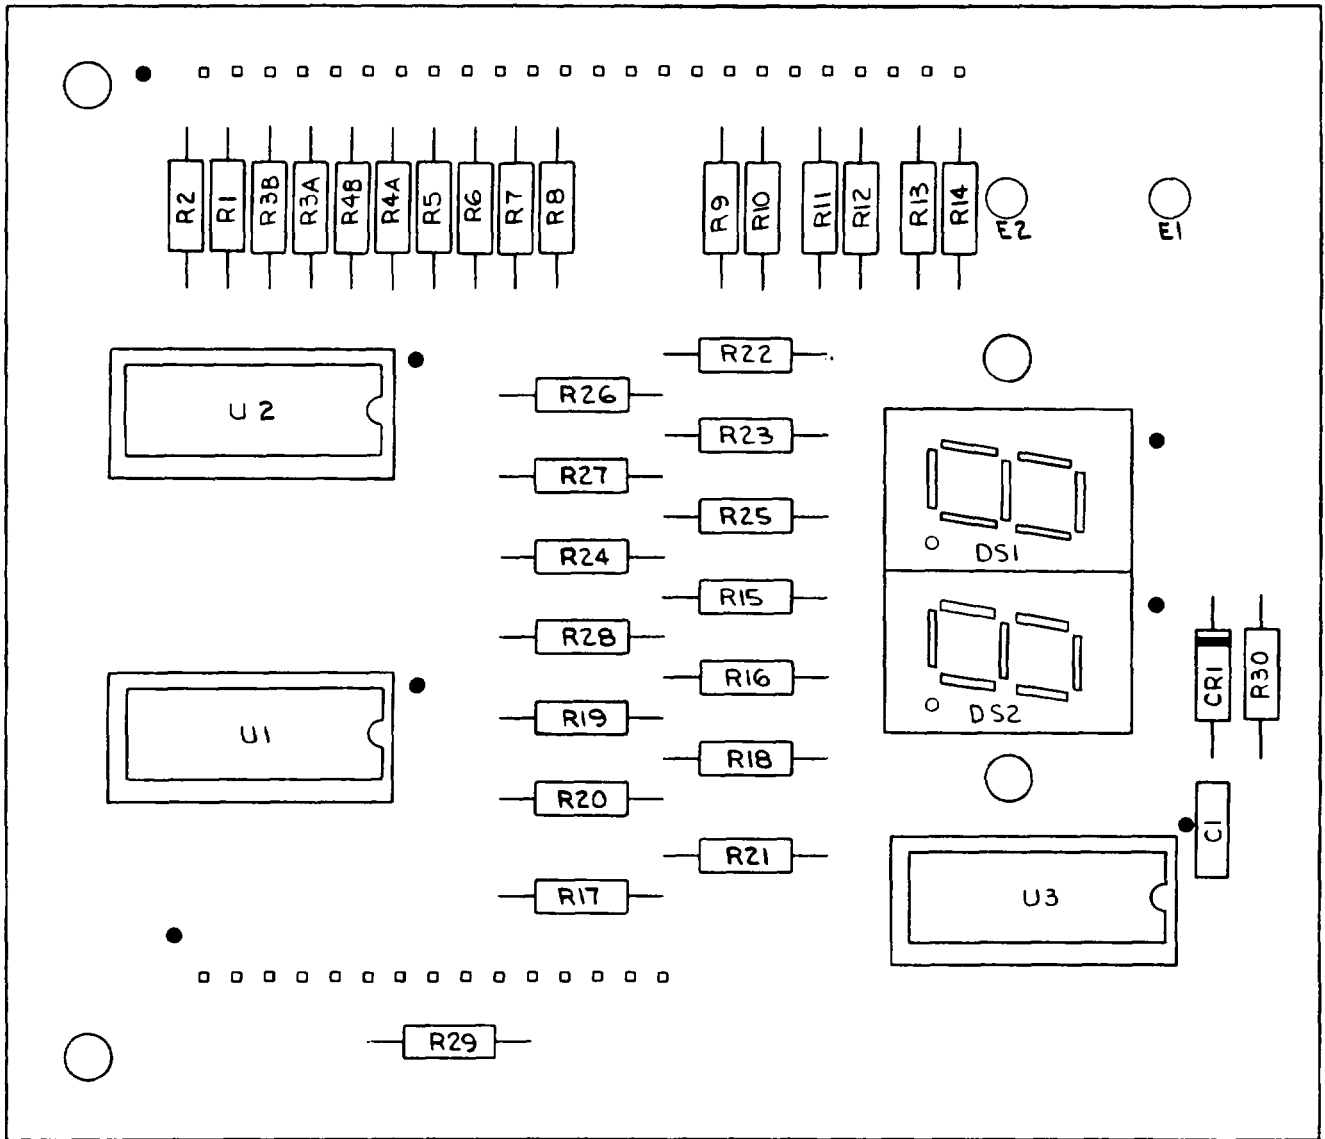 R2 R1 R3B R3A R4B R4A R5 R6 R7 R8 R9 R10 R11 R12 R13 R14
E2 E1
R22
R26
U2
R23
R27
R25
DS1
R24
R15
R28
R16
CR1 R30
DS2
R19
U1
R18
R20
C1
R21
R17
U3
R29